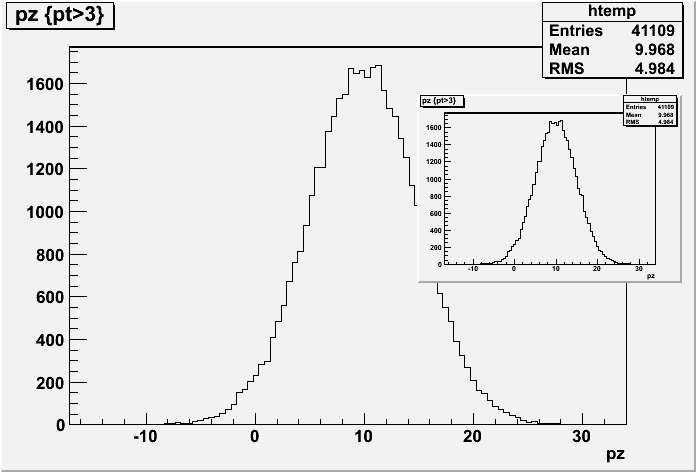 pz {pt>3}
htemp
Entries 41109
Mean 9.968
RMS 4.984
1600
1400
1200
1000
800
600
400
200
0
-10 0 10 20 30
pz
pz {pt>3}
htemp
Entries 41109
Mean 9.968
RMS 4.984
1600
1400
1200
1000
800
600
400
200
0
-10 0 10 20 30
pz